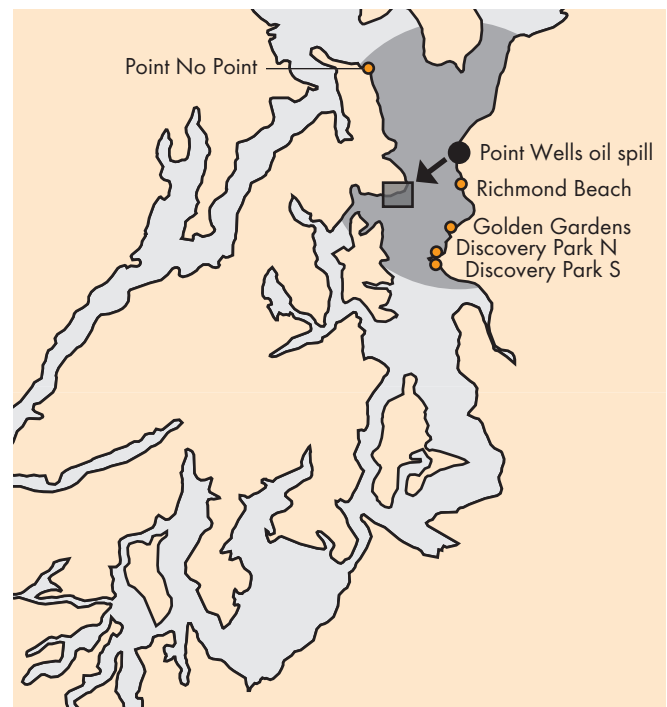 Point No Point
Point Wells oil spill
Richmond Beach
Golden Gardens
Discovery Park N
Discovery Park S